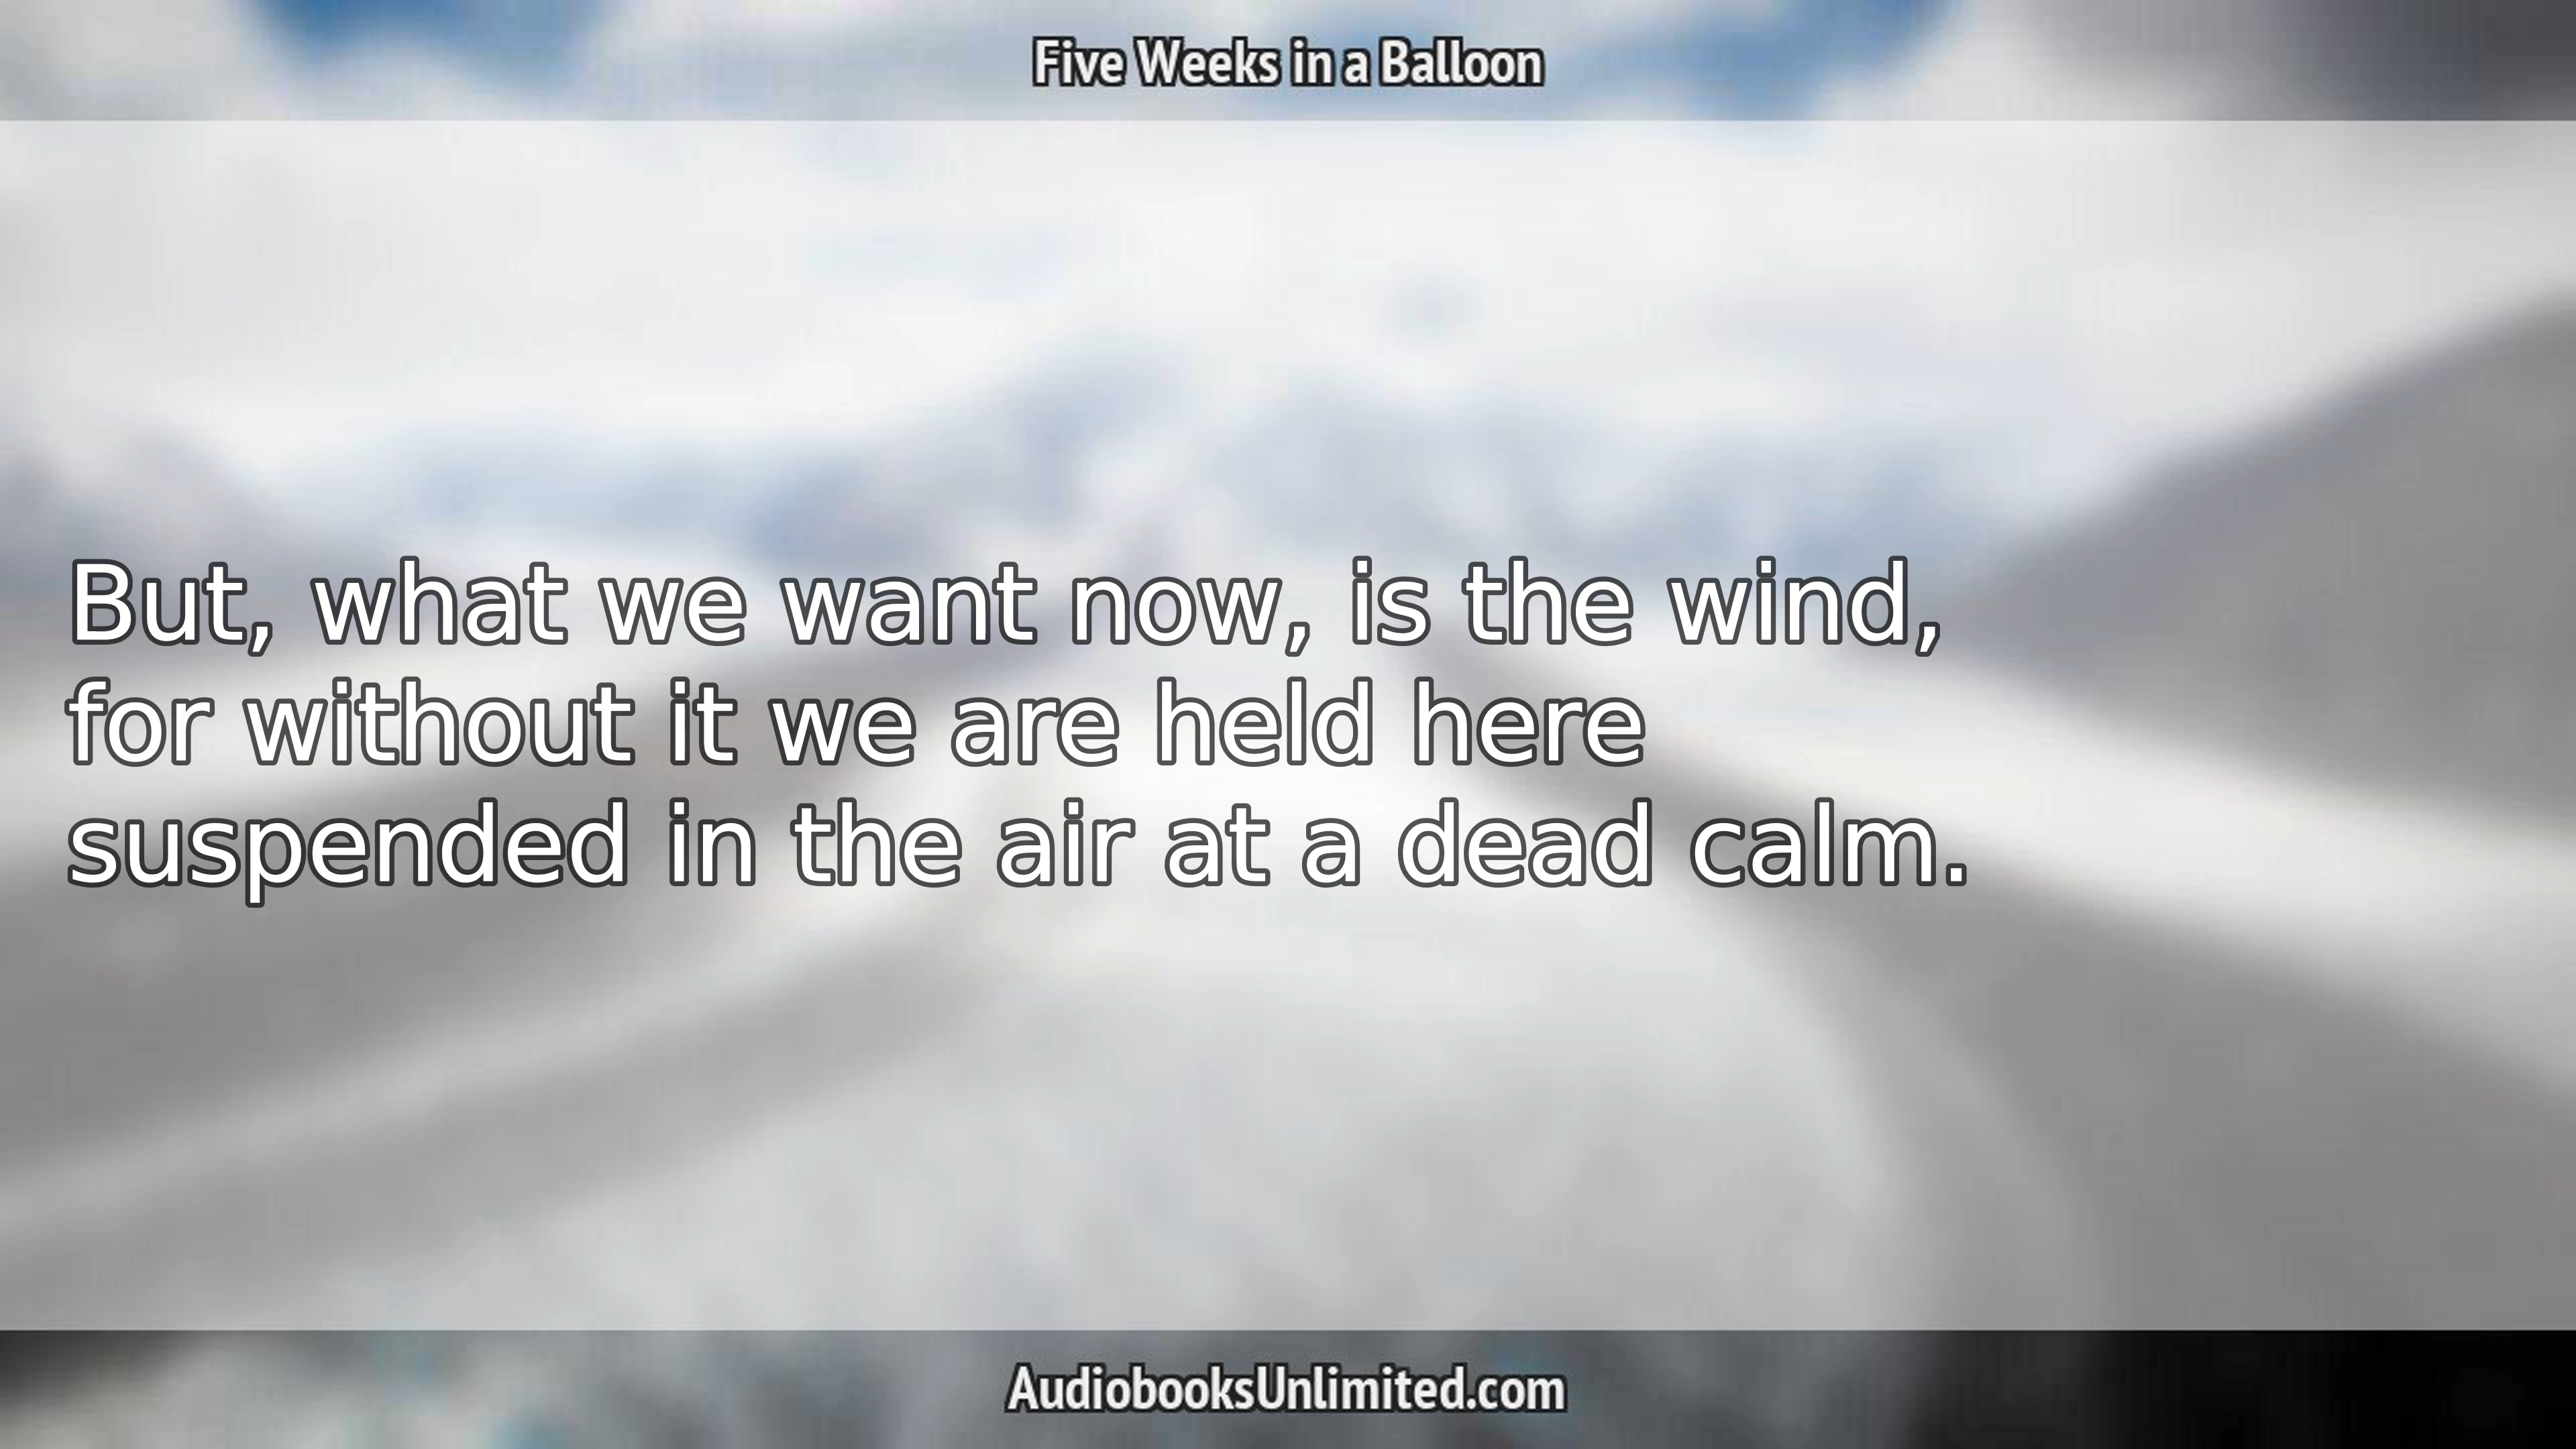 Five Weeks in a Balloon
But, what we want now, is the wind,
for without it we are held here
suspended in the air at a dead calm.
AudiobooksUnlimited.com